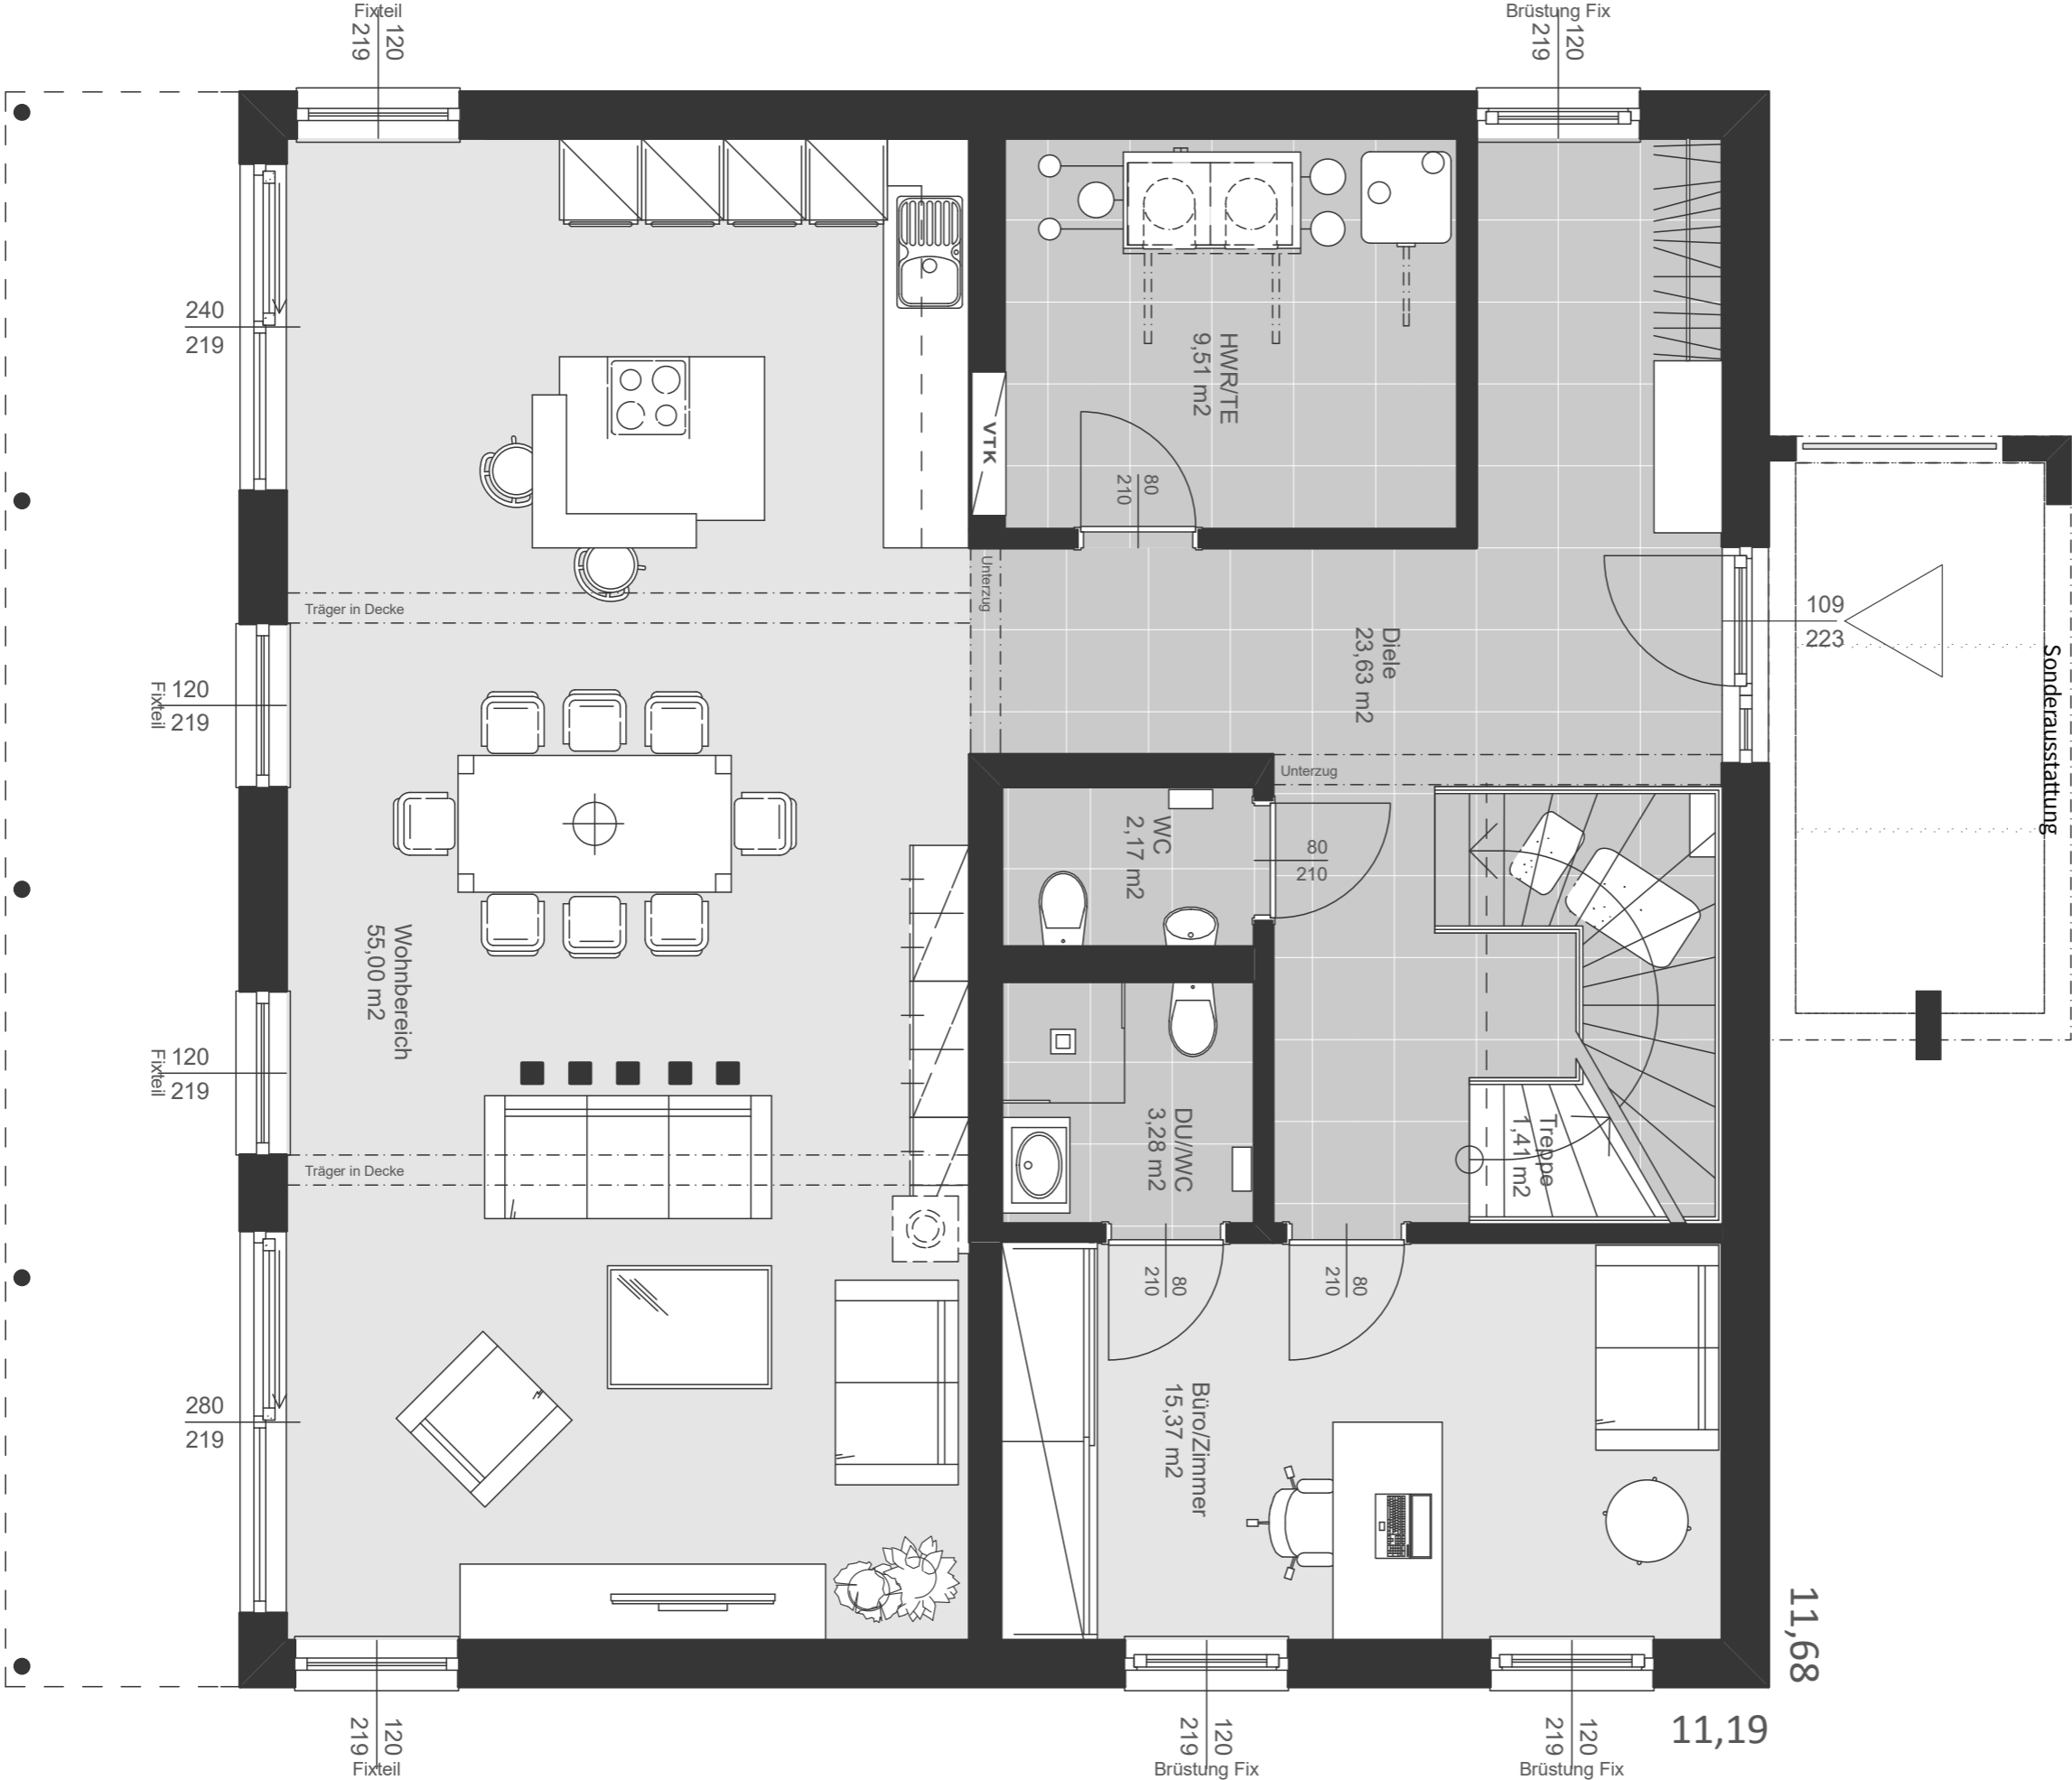 Fixteil
120
219
Brüstung Fix
120
219
240
219
HWR/TE
9,51 m2
VTK
80
210
Träger in Decke
Unterzug
Diele
23,63 m2
109
223
Sonderausstattung
Fixteil
120
219
Unterzug
WC
2,17 m2
80
210
Wohnbereich
55,00 m2
Fixteil
120
219
DU/WC
3,28 m2
Treppe
1,41 m2
Träger in Decke
80
210
80
210
280
219
Büro/Zimmer
15,37 m2
11,68
11,19
120
219
Fixteil
120
219
Brüstung Fix
120
219
Brüstung Fix